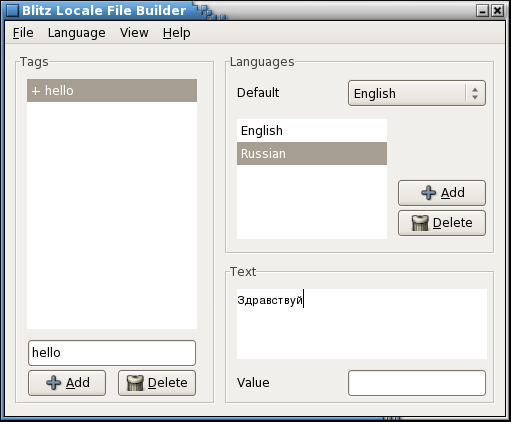 Blitz Locale File Builder
File Language View Help
Tags
+ hello
hello
Add Delete
Languages
Default English
English
Russian
Add
Delete
Text
Здравствуй
Value